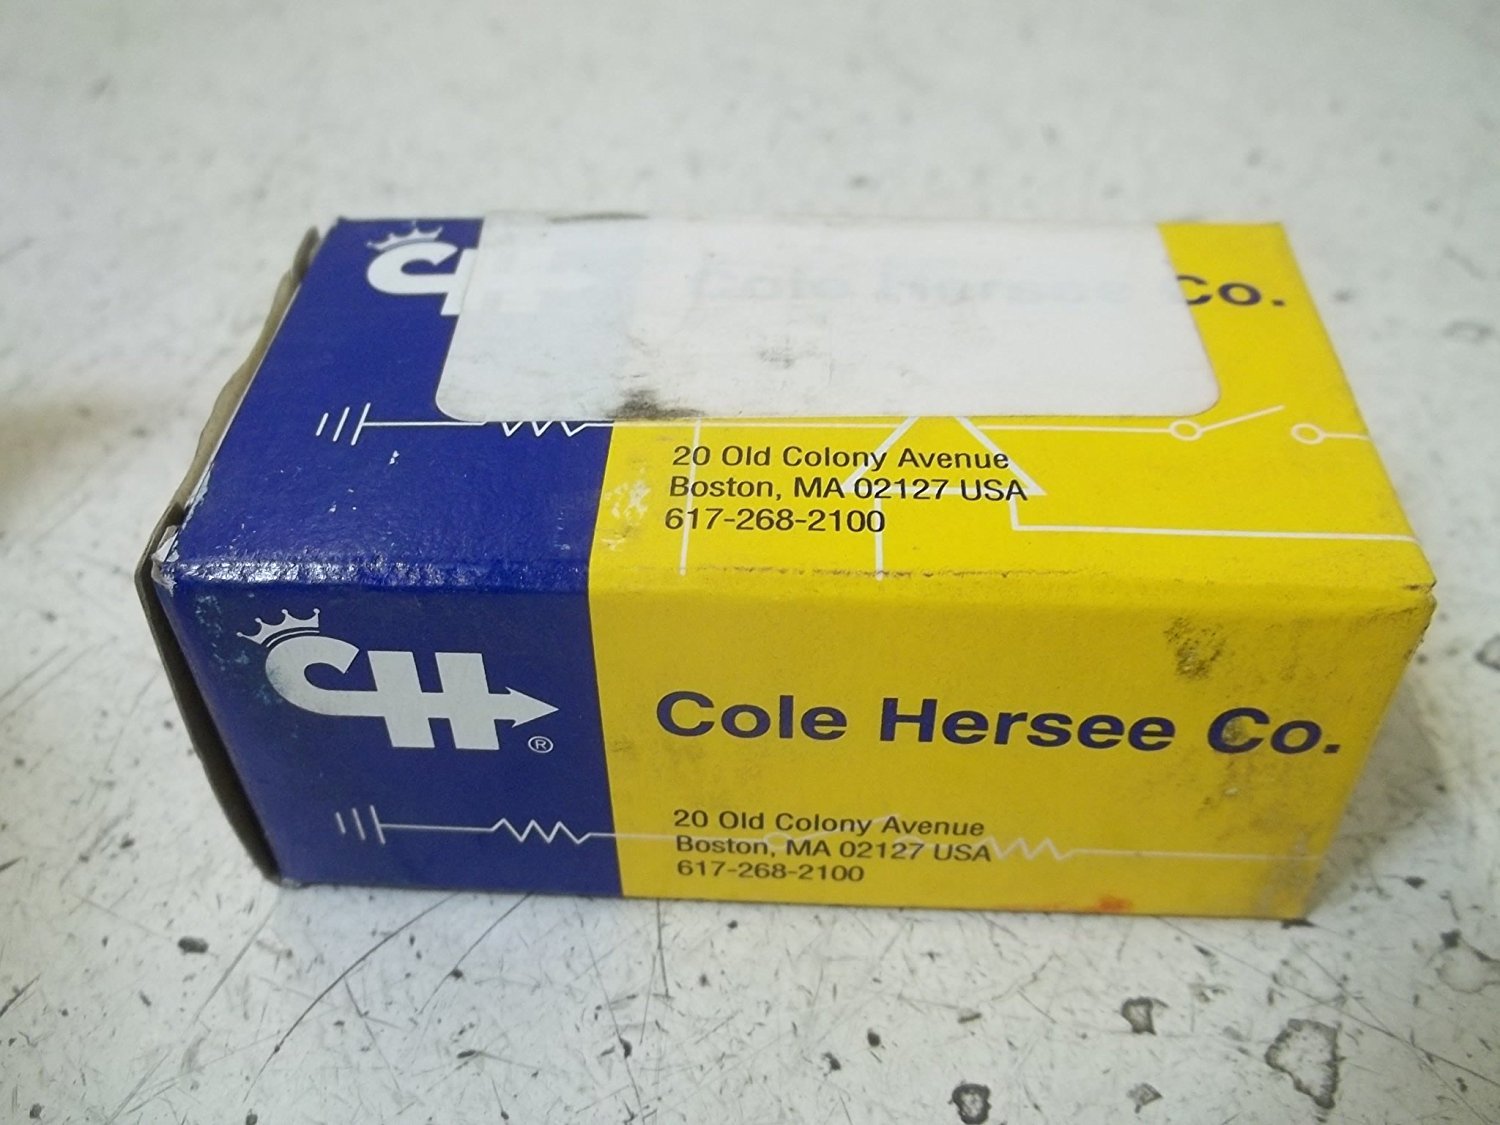 CH
Cole Hersee Co.
20 Old Colony Avenue
Boston, MA 02127 USA
617-268-2100
CH®
Cole Hersee Co.
20 Old Colony Avenue
Boston, MA 02127 USA
617-268-2100